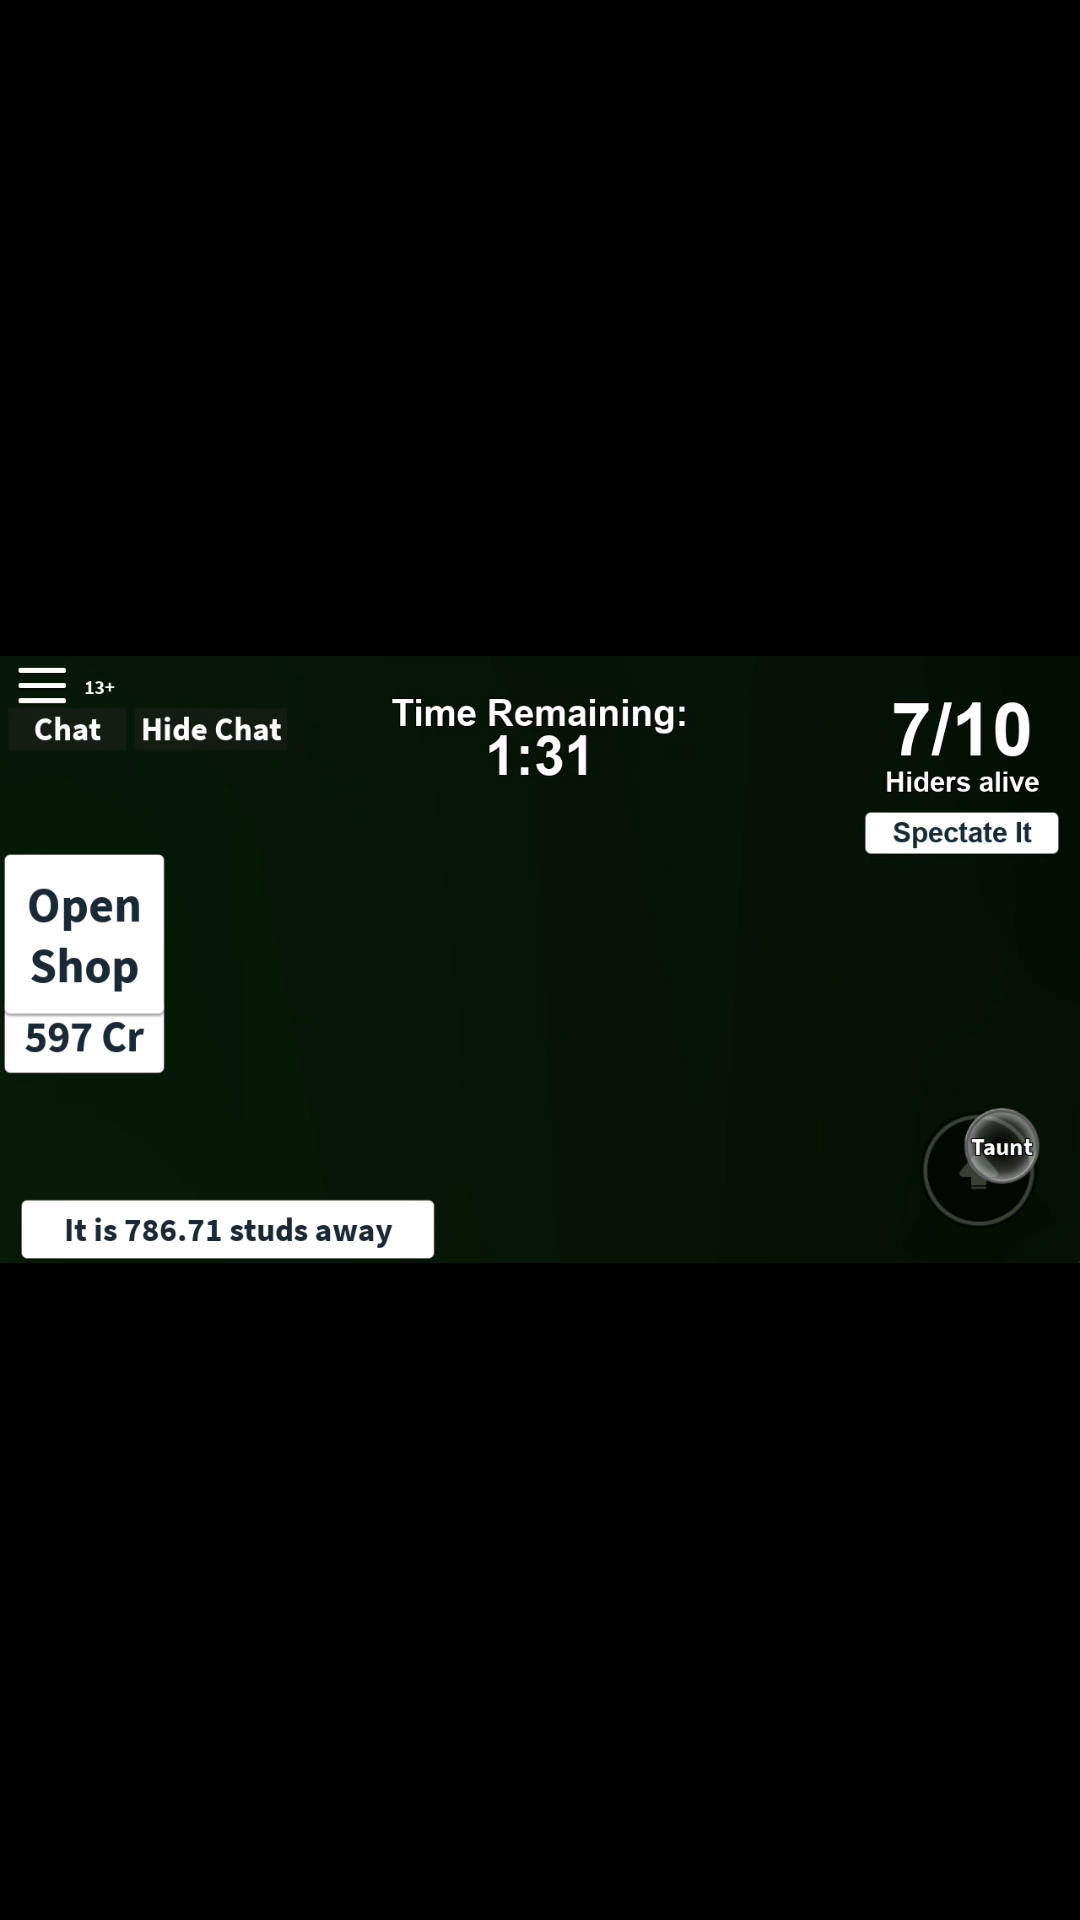 13+
Chat
Hide Chat
Time Remaining:
1:31
7/10
Hiders alive
Spectate It
Open
Shop
597 Cr
Taunt
It is 786.71 studs away